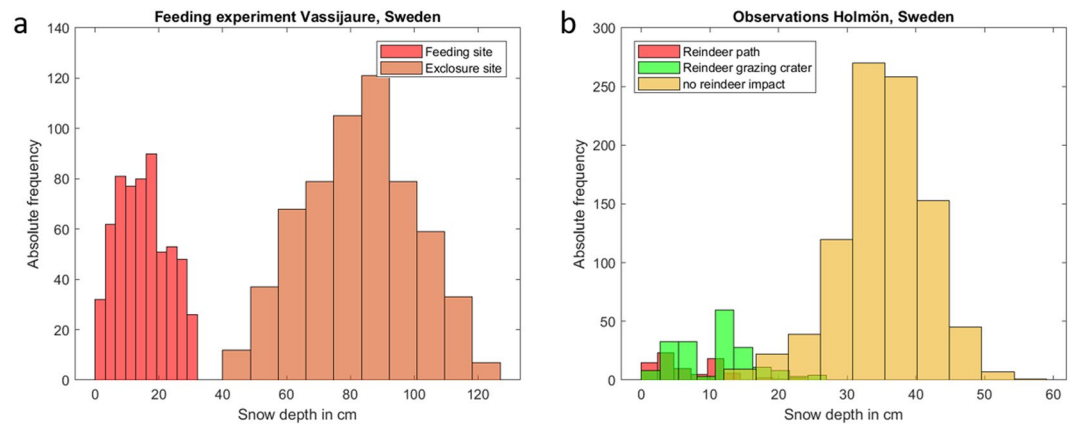 a
Feeding experiment Vassijaure, Sweden
140
120
100
80
60
40
20
0
Absolute frequency
Feeding site
Exclosure site
0 20 40 60 80 100 120
Snow depth in cm
b
Observations Holmön, Sweden
300
250
200
150
100
50
0
Absolute frequency
Reindeer path
Reindeer grazing crater
no reindeer impact
0 10 20 30 40 50 60
Snow depth in cm